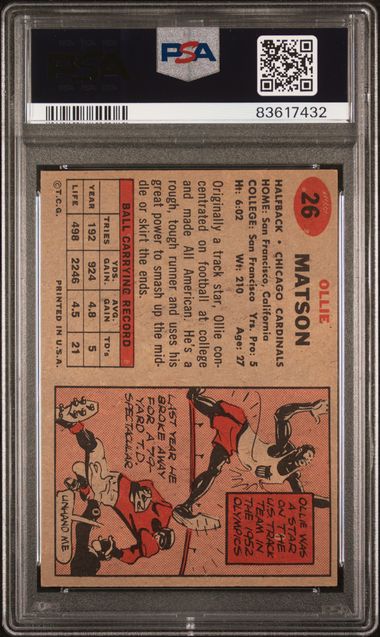 PSA
83617432
26
OLLIE
MATSON
HALFBACK • CHICAGO CARDINALS
HOME: San Francisco, California
COLLEGE: San Francisco Yrs. Pro: 5
Ht: 6:02 Wt: 210 Age: 27
Originally a track star, Ollie con-
centrated on football at college
and made All American. He's a
rough, tough runner and uses his
great power to smash up the mid-
dle or skirt the ends.
BALL CARRYING RECORD
TRIES YDS. GAIN AVG. GAIN TD's
YEAR 192 924 4.8 5
LIFE 498 2246 4.5 21
©T.C.G. PRINTED IN U.S.A.
OLLIE WAS
A STAR
ON THE
US TRACK
TEAM IN
THE 1952
OLYMPICS
LAST YEAR HE
BROKE AWAY
FOR A 79-
YARD T.D.
SPECTACULAR
UNHAND ME